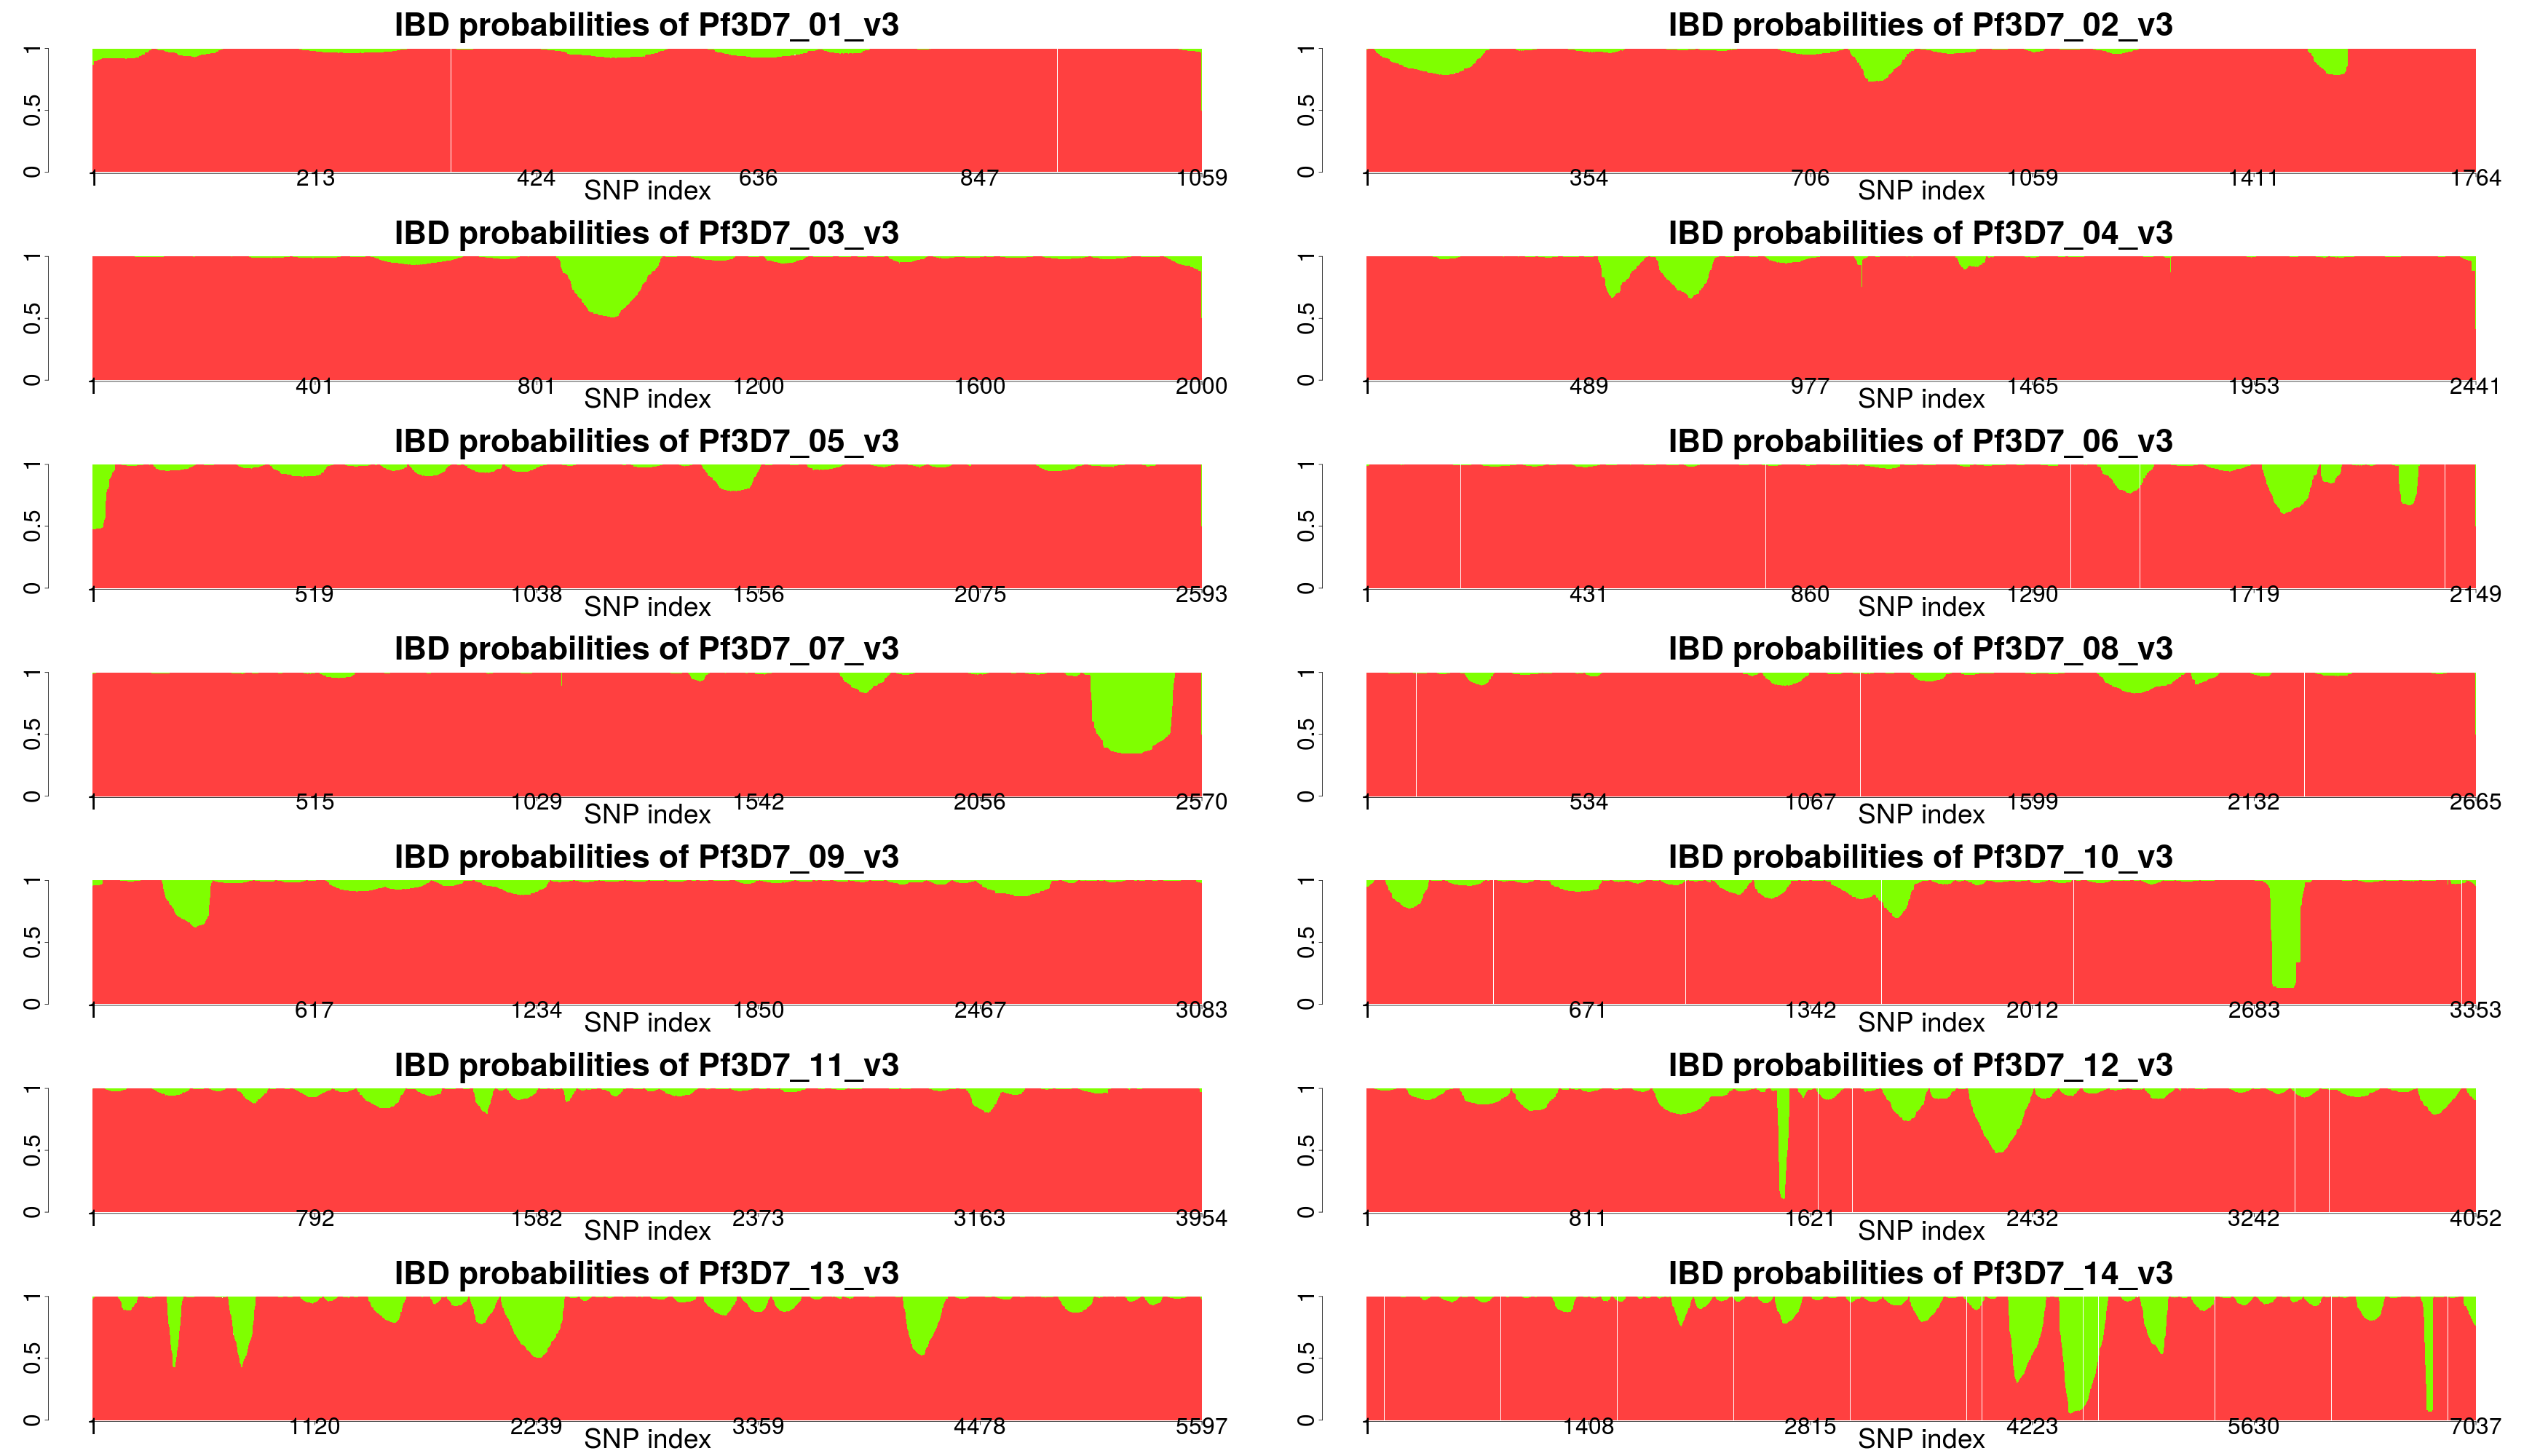 IBD probabilities of Pf3D7_01_v3
0 0.5 1
1 213 424 636 847 1059
SNP index
IBD probabilities of Pf3D7_02_v3
0 0.5 1
1 354 706 1059 1411 1764
SNP index
IBD probabilities of Pf3D7_03_v3
0 0.5 1
1 401 801 1200 1600 2000
SNP index
IBD probabilities of Pf3D7_04_v3
0 0.5 1
1 489 977 1465 1953 2441
SNP index
IBD probabilities of Pf3D7_05_v3
0 0.5 1
1 519 1038 1556 2075 2593
SNP index
IBD probabilities of Pf3D7_06_v3
0 0.5 1
1 431 860 1290 1719 2149
SNP index
IBD probabilities of Pf3D7_07_v3
0 0.5 1
1 515 1029 1542 2056 2570
SNP index
IBD probabilities of Pf3D7_08_v3
0 0.5 1
1 534 1067 1599 2132 2665
SNP index
IBD probabilities of Pf3D7_09_v3
0 0.5 1
1 617 1234 1850 2467 3083
SNP index
IBD probabilities of Pf3D7_10_v3
0 0.5 1
1 671 1342 2012 2683 3353
SNP index
IBD probabilities of Pf3D7_11_v3
0 0.5 1
1 792 1582 2373 3163 3954
SNP index
IBD probabilities of Pf3D7_12_v3
0 0.5 1
1 811 1621 2432 3242 4052
SNP index
IBD probabilities of Pf3D7_13_v3
0 0.5 1
1 1120 2239 3359 4478 5597
SNP index
IBD probabilities of Pf3D7_14_v3
0 0.5 1
1 1408 2815 4223 5630 7037
SNP index